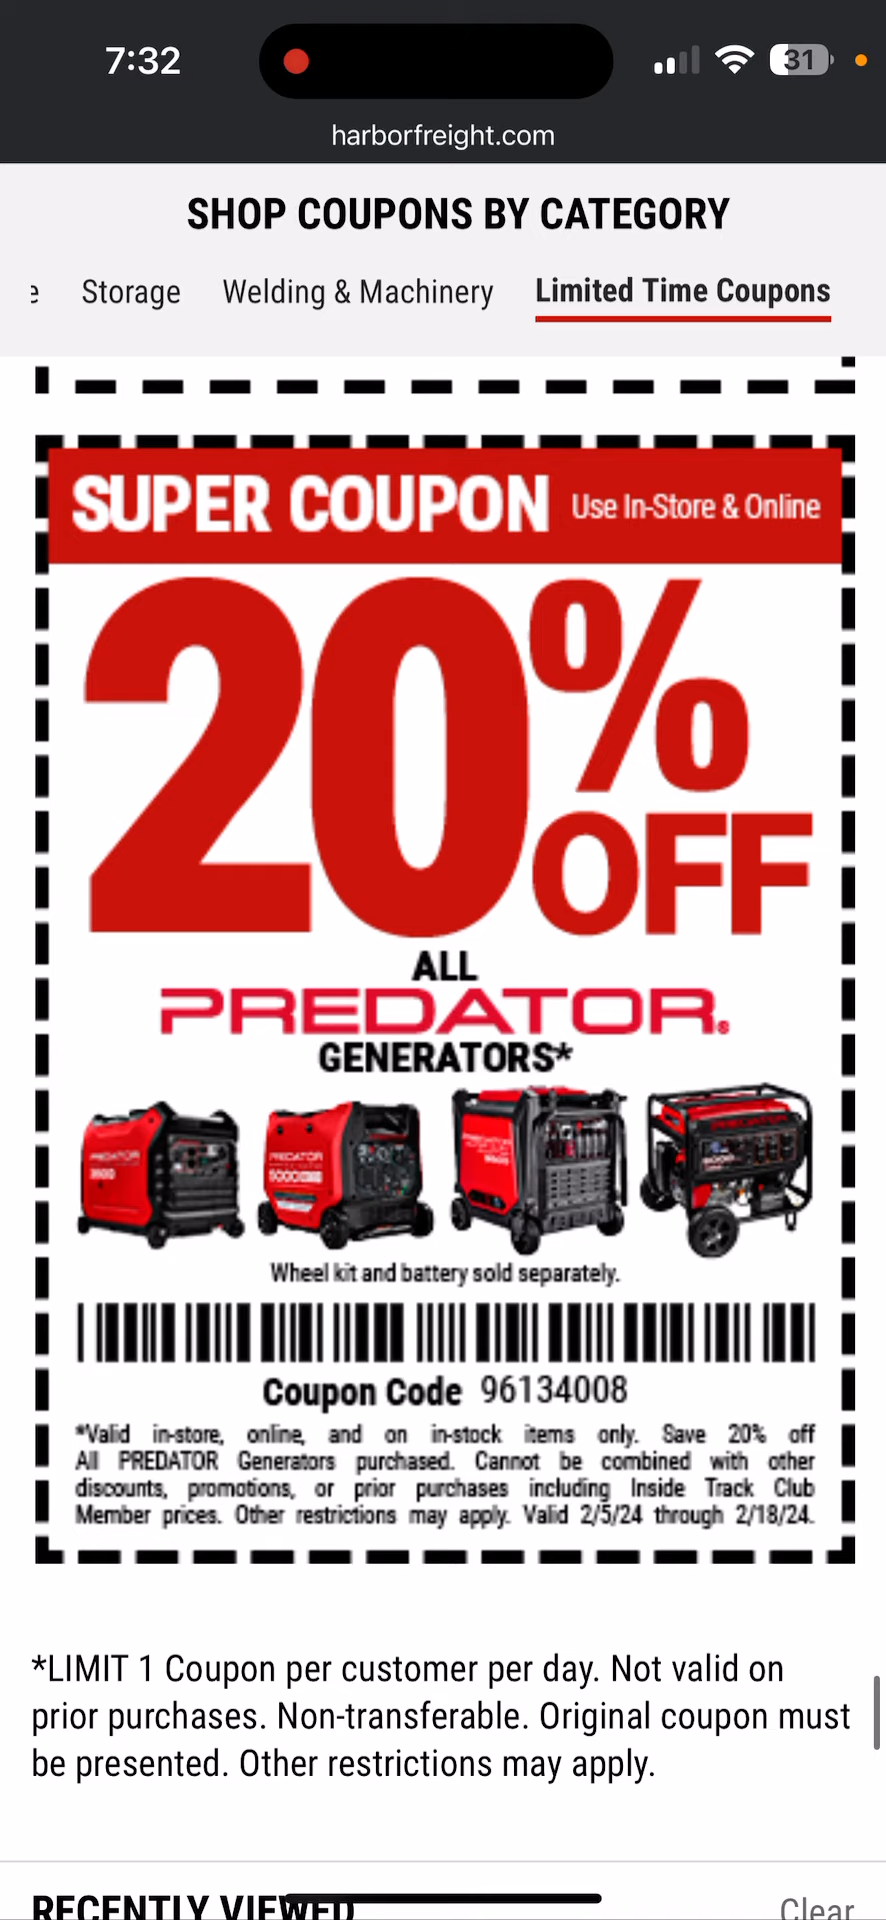 7:32
31
harborfreight.com
SHOP COUPONS BY CATEGORY
e Storage Welding & Machinery Limited Time Coupons
SUPER COUPON Use In-Store & Online
20%
OFF
ALL
PREDATOR
GENERATORS*
PREDATOR
PREDATOR
5000
PREDATOR
PREDATOR
Wheel kit and battery sold separately.
Coupon Code 96134008
*Valid in-store, online, and on in-stock items only. Save 20% off
All PREDATOR Generators purchased. Cannot be combined with other
discounts, promotions, or prior purchases including Inside Track Club
Member prices. Other restrictions may apply. Valid 2/5/24 through 2/18/24.
*LIMIT 1 Coupon per customer per day. Not valid on
prior purchases. Non-transferable. Original coupon must
be presented. Other restrictions may apply.
RECENTLY VIEWED Clear